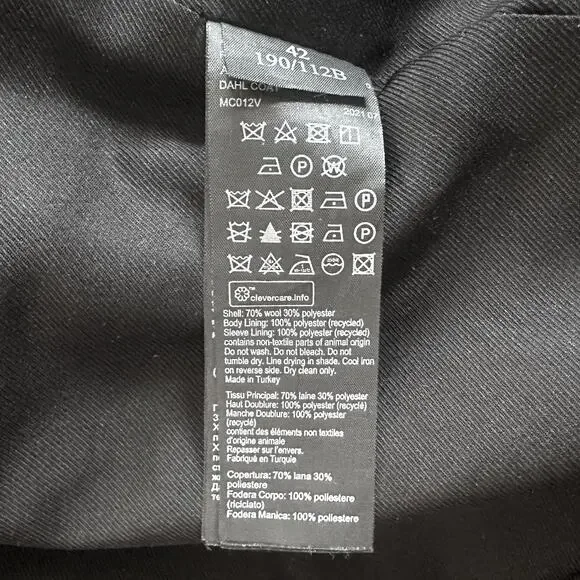 42
190/112B
DAHL COAT
MC012V
2021 07
™
clevercare.info
Shell: 70% wool 30% polyester
Body Lining: 100% polyester (recycled)
Sleeve Lining: 100% polyester (recycled)
contains non-textile parts of animal origin
Do not wash. Do not bleach. Do not
tumble dry. Line drying in shade. Cool iron
on reverse side. Dry clean only.
Made in Turkey
Tissu Principal: 70% laine 30% polyester
Haut Doublure: 100% polyester (recyclé)
Manche Doublure: 100% polyester
(recyclé)
contient des éléments non textiles
d'origine animale
Repasser sur l'envers.
Fabriqué en Turquie
Copertura: 70% lana 30%
poliestere
Fodera Corpo: 100% poliestere
(riciclato)
Fodera Manica: 100% poliestere